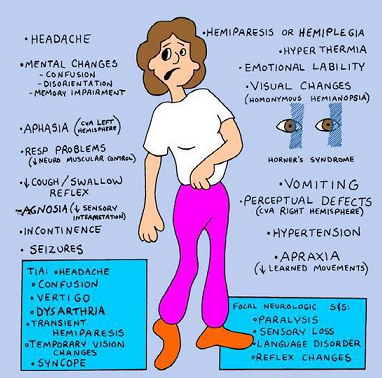 • HEADACHE
• MENTAL CHANGES
- CONFUSION
- DISORIENTATION
- MEMORY IMPAIRMENT
• APHASIA (CVA LEFT HEMISPHERE)
• RESP PROBLEMS
(↓ NEURO MUSCULAR CONTROL)
• ↓ COUGH/SWALLOW
REFLEX
• AGNOSIA (↓ SENSORY
INTERPRETATION)
• INCONTINENCE
• SEIZURES
TIA: • HEADACHE
• CONFUSION
• VERTIGO
• DYSARTHRIA
• TRANSIENT
HEMIPARESIS
• TEMPORARY VISION
CHANGES
• SYNCOPE
• HEMIPARESIS OR HEMIPLEGIA
• HYPERTHERMIA
• EMOTIONAL LABILITY
• VISUAL CHANGES
(HOMONYMOUS HEMIANOPSIA)
HORNER'S SYNDROME
• VOMITING
• PERCEPTUAL DEFECTS
(CVA RIGHT HEMISPHERE)
• HYPERTENSION
• APRAXIA
(↓ LEARNED MOVEMENTS)
FOCAL NEUROLOGIC S+S:
• PARALYSIS
• SENSORY LOSS
• LANGUAGE DISORDER
• REFLEX CHANGES